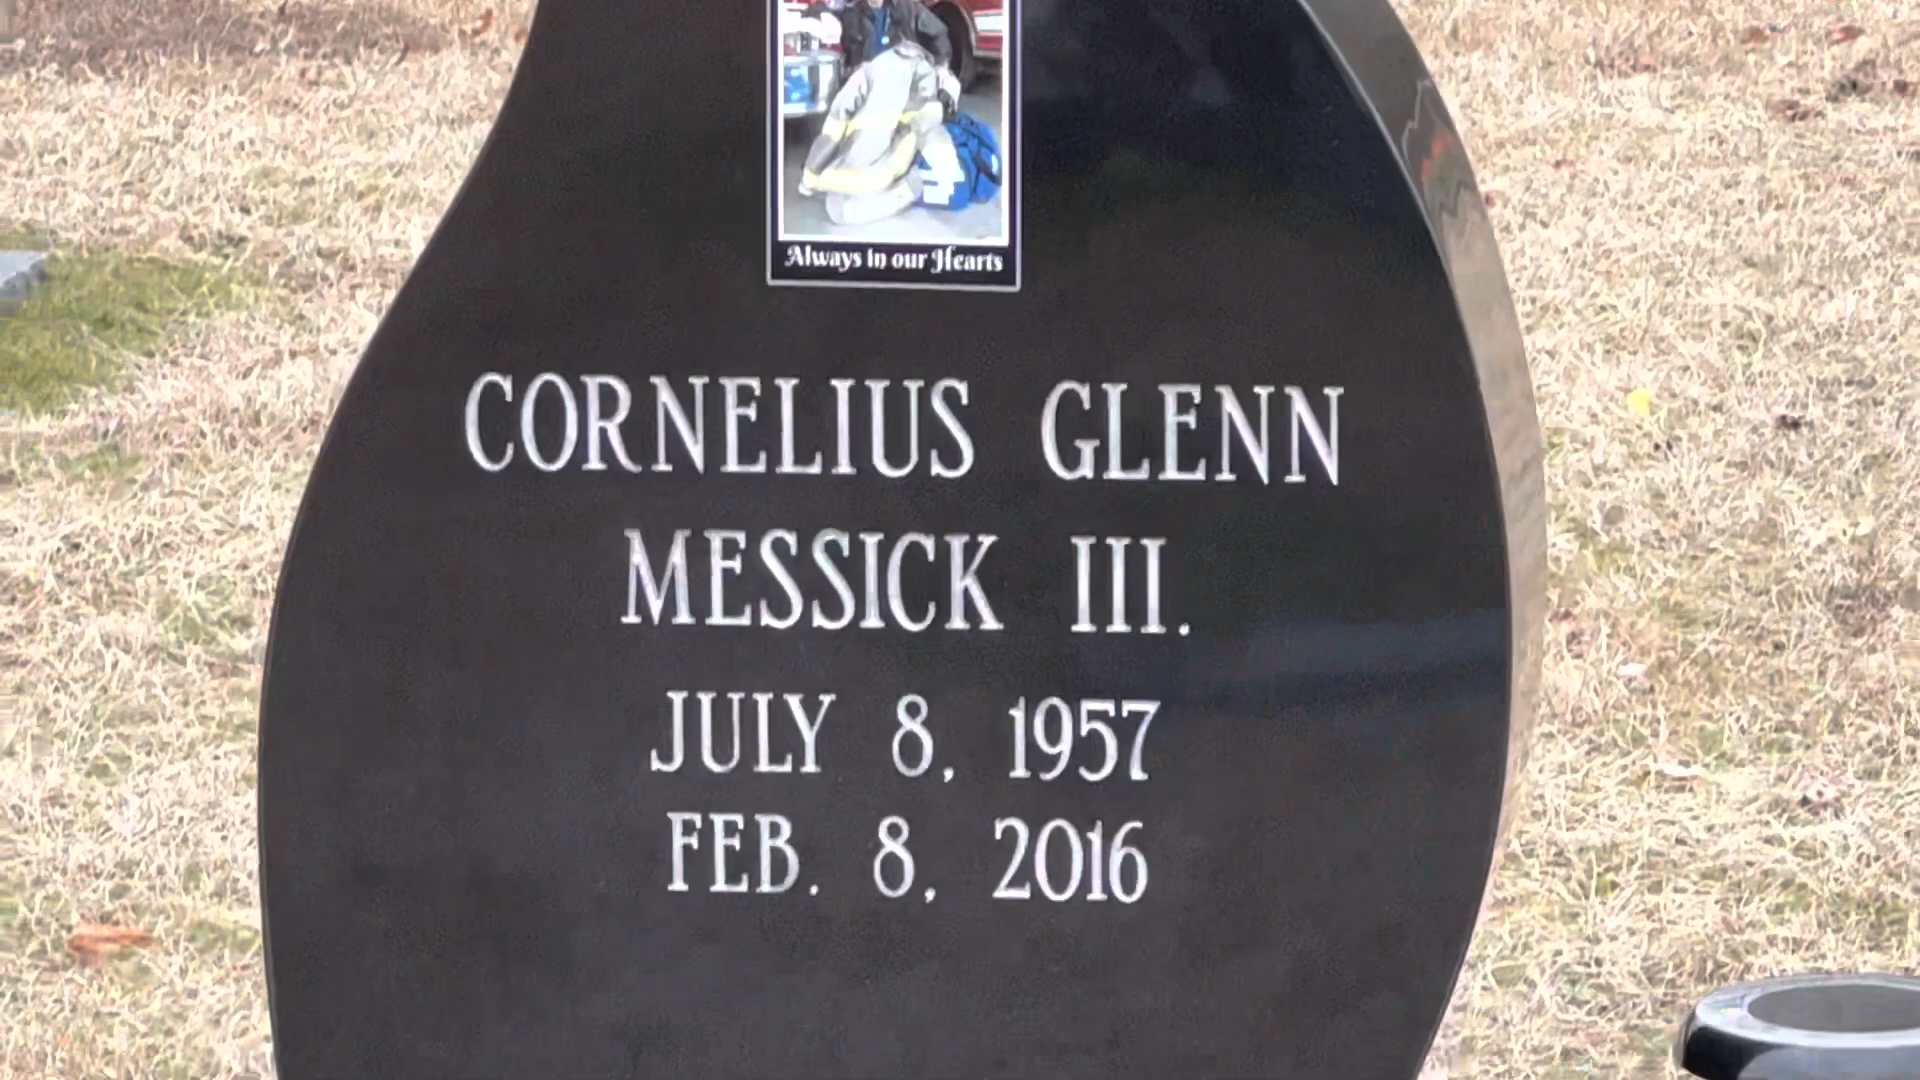 Always in our Hearts
CORNELIUS GLENN
MESSICK III.
JULY 8, 1957
FEB. 8, 2016